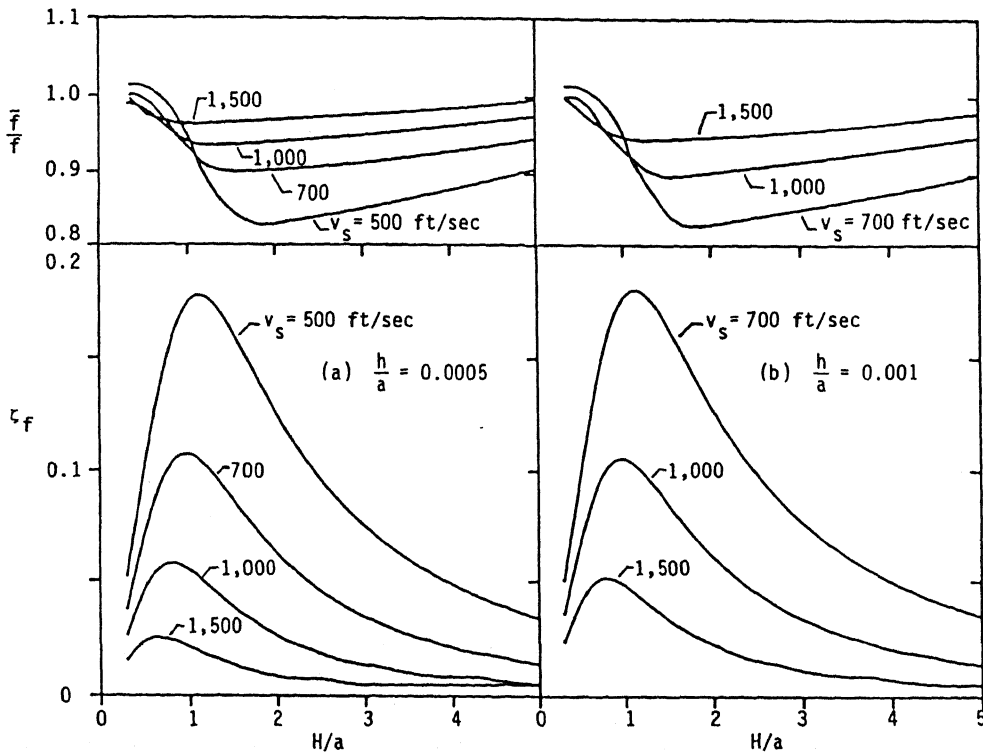 1.1
1.0
0.9
0.8
f̄
f
1,500
1,000
700
v_s = 500 ft/sec
1,500
1,000
v_s = 700 ft/sec
0.2
0.1
0
ζ_f
v_s = 500 ft/sec
(a) h/a = 0.0005
700
1,000
1,500
v_s = 700 ft/sec
(b) h/a = 0.001
1,000
1,500
0 1 2 3 4 0 1 2 3 4 5
H/a H/a